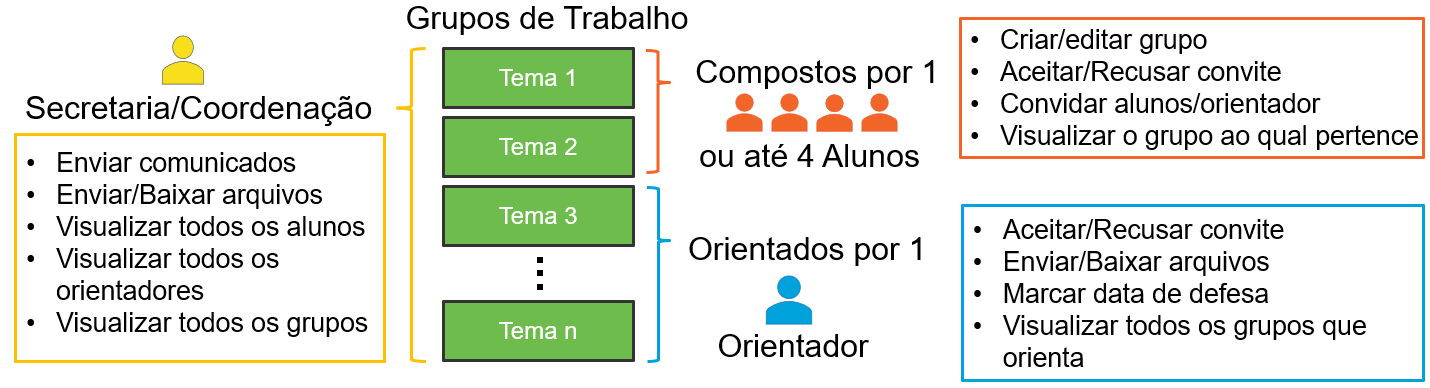 Grupos de Trabalho
Secretaria/Coordenação
• Enviar comunicados
• Enviar/Baixar arquivos
• Visualizar todos os alunos
• Visualizar todos os
orientadores
• Visualizar todos os grupos
Tema 1
Tema 2
Tema 3
Tema n
Compostos por 1
ou até 4 Alunos
Orientados por 1
Orientador
• Criar/editar grupo
• Aceitar/Recusar convite
• Convidar alunos/orientador
• Visualizar o grupo ao qual pertence
• Aceitar/Recusar convite
• Enviar/Baixar arquivos
• Marcar data de defesa
• Visualizar todos os grupos que
orienta